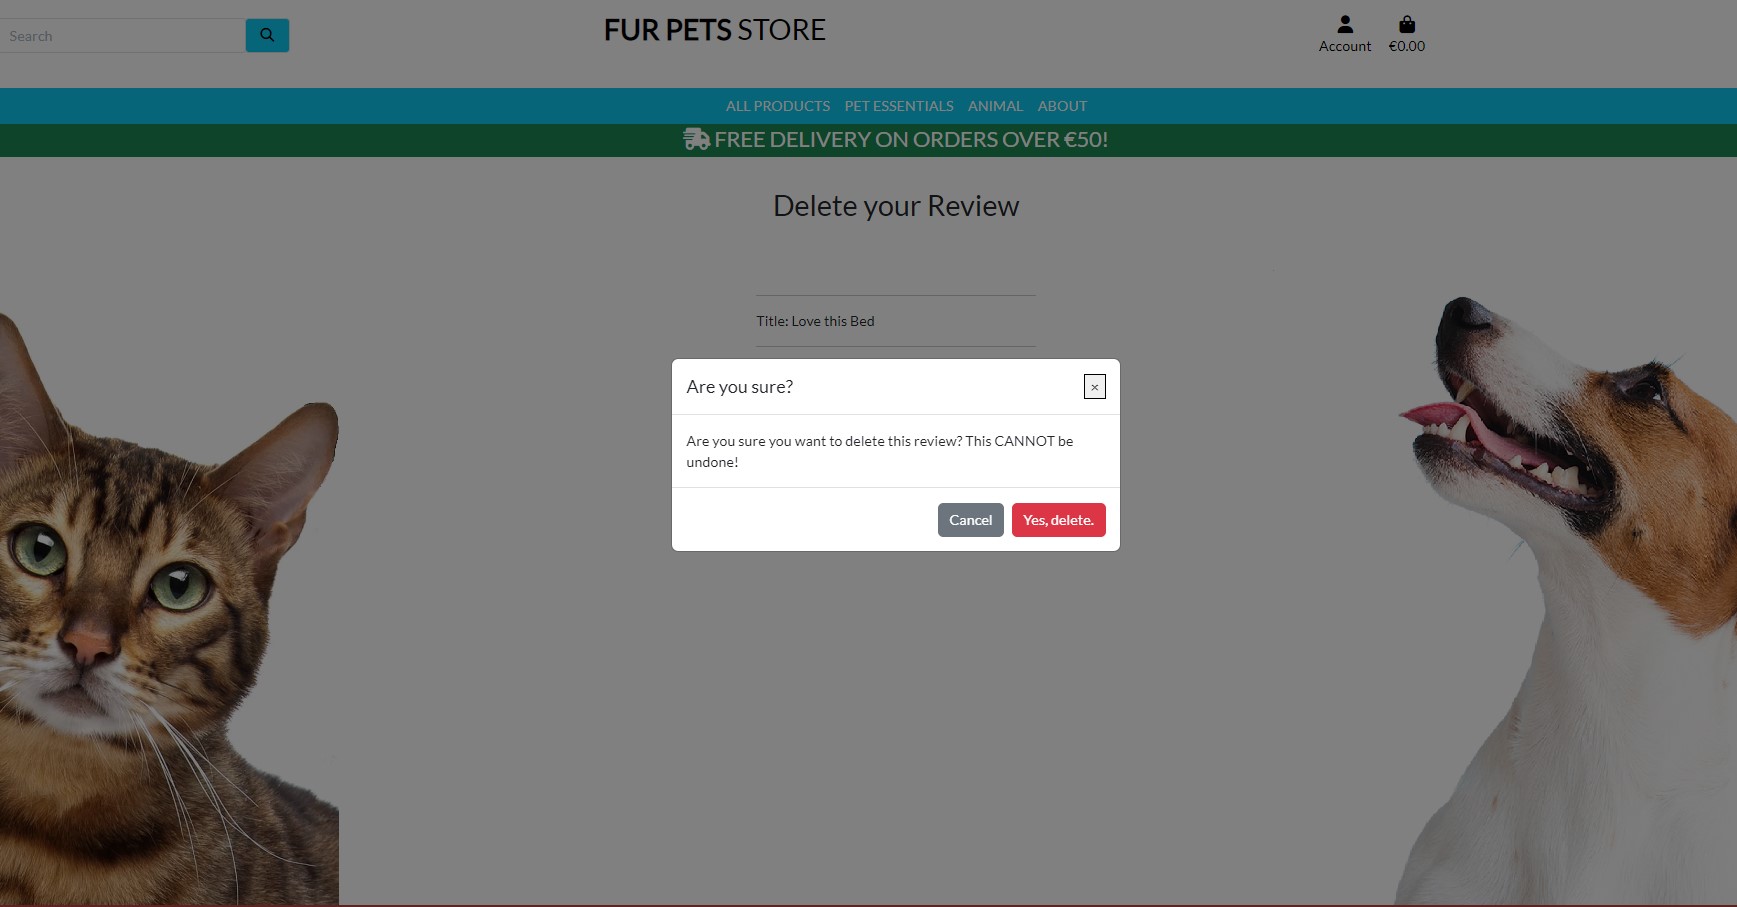 Search
FUR PETS STORE
Account
€0.00
ALL PRODUCTS PET ESSENTIALS ANIMAL ABOUT
FREE DELIVERY ON ORDERS OVER €50!
Delete your Review
Title: Love this Bed
Are you sure?
×
Are you sure you want to delete this review? This CANNOT be
undone!
Cancel
Yes, delete.